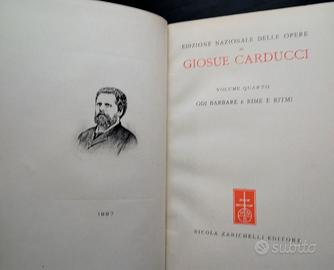 1887
EDIZIONE NAZIONALE DELLE OPERE
DI
GIOSUE CARDUCCI
VOLUME QUARTO
ODI BARBARE E RIME E RITMI
NICOLA ZANICHELLI EDITORE
subito